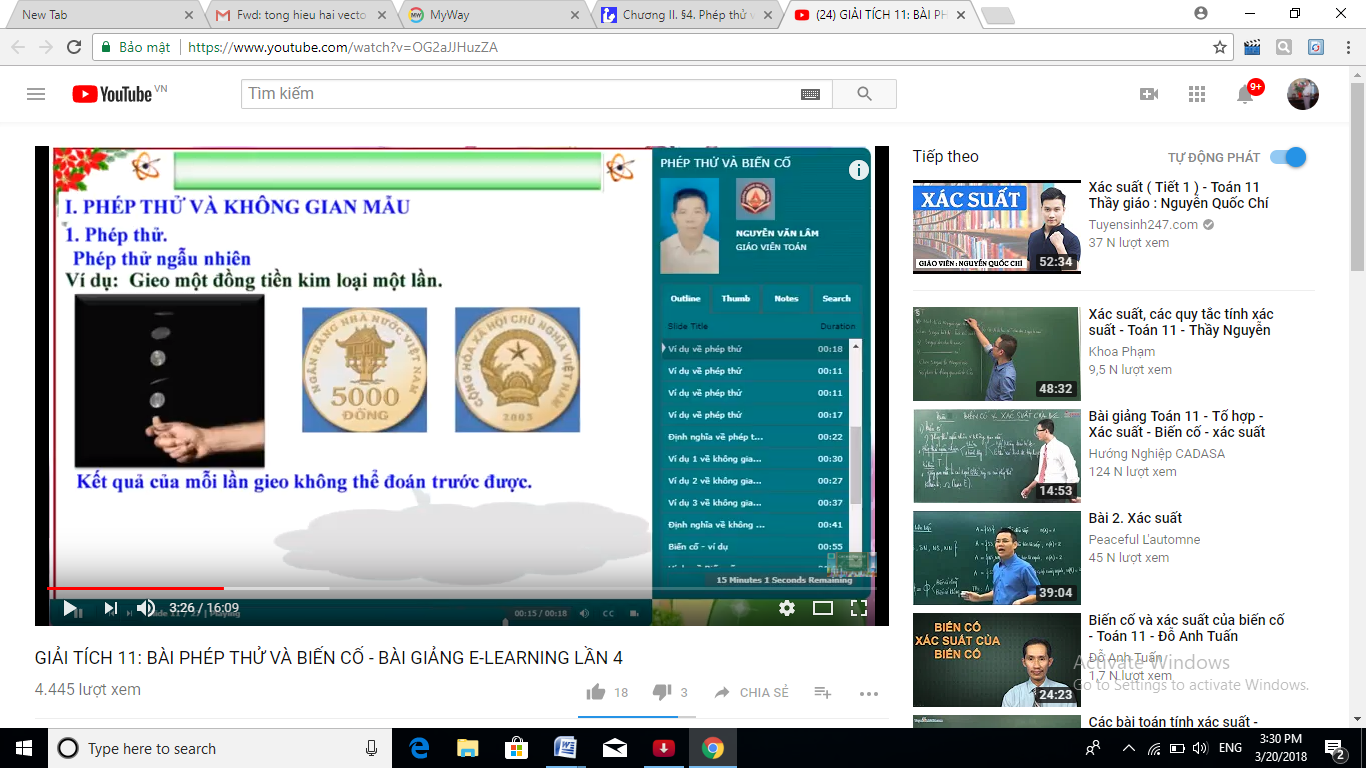 New Tab
Fwd: tong hieu hai vecto
MyWay
Chương II. §4. Phép thử v
(24) GIẢI TÍCH 11: BÀI PH
Bảo mật
https://www.youtube.com/watch?v=OG2aJJHuzZA
YouTube VN
Tìm kiếm
9+
I. PHÉP THỬ VÀ KHÔNG GIAN MẪU
1. Phép thử.
Phép thử ngẫu nhiên
Ví dụ: Gieo một đồng tiền kim loại một lần.
NGÂN HÀNG NHÀ NƯỚC VIỆT NAM
5000
ĐỒNG
CỘNG HÒA XÃ HỘI CHỦ NGHĨA VIỆT NAM
2003
Kết quả của mỗi lần gieo không thể đoán trước được.
PHÉP THỬ VÀ BIẾN CỐ
NGUYỄN VĂN LÂM
GIÁO VIÊN TOÁN
Outline Thumb Notes Search
Slide Title Duration
Ví dụ về phép thử 00:18
Ví dụ về phép thử 00:11
Ví dụ về phép thử 00:11
Ví dụ về phép thử 00:17
Định nghĩa về phép t... 00:22
Ví dụ 1 về không gia... 00:30
Ví dụ 2 về không gia... 00:27
Ví dụ 3 về không gia... 00:37
Định nghĩa về không ... 00:41
Biến cố - ví dụ 00:55
15 Minutes 1 Seconds Remaining
3:26 / 16:09
00:15 / 00:18
CC
GIẢI TÍCH 11: BÀI PHÉP THỬ VÀ BIẾN CỐ - BÀI GIẢNG E-LEARNING LẦN 4
4.445 lượt xem
18
3
CHIA SẺ
Tiếp theo
TỰ ĐỘNG PHÁT
XÁC SUẤT
GIÁO VIÊN : NGUYỄN QUỐC CHÍ
52:34
Xác suất ( Tiết 1 ) - Toán 11
Thầy giáo : Nguyễn Quốc Chí
Tuyensinh247.com
37 N lượt xem
48:32
Xác suất, các quy tắc tính xác
suất - Toán 11 - Thầy Nguyễn
Khoa Phạm
9,5 N lượt xem
14:53
Bài giảng Toán 11 - Tổ hợp -
Xác suất - Biến cố - xác suất
Hướng Nghiệp CADASA
124 N lượt xem
39:04
Bài 2. Xác suất
Peaceful L'automne
45 N lượt xem
BIẾN CỐ
XÁC SUẤT CỦA
BIẾN CỐ
24:23
Biến cố và xác suất của biến cố
- Toán 11 - Đỗ Anh Tuấn
Đỗ Anh Tuấn
1,7 N lượt xem
Activate Windows
Go to Settings to activate Windows.
Các bài toán tính xác suất -
Type here to search
ENG
3:30 PM
3/20/2018
2